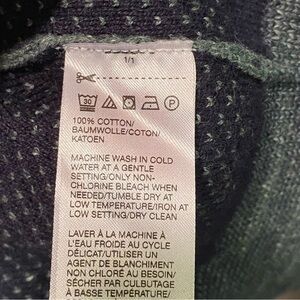 1/1
30
P
100% COTTON/
BAUMWOLLE/COTON/
KATOEN
MACHINE WASH IN COLD
WATER AT A GENTLE
SETTING/ONLY NON-
CHLORINE BLEACH WHEN
NEEDED/TUMBLE DRY AT
LOW TEMPERATURE/IRON AT
LOW SETTING/DRY CLEAN
LAVER À LA MACHINE À
L'EAU FROIDE AU CYCLE
DÉLICAT/UTILISER UN
AGENT DE BLANCHIMENT
NON CHLORÉ AU BESOIN/
SÉCHER PAR CULBUTAGE
À BASSE TEMPÉRATURE/